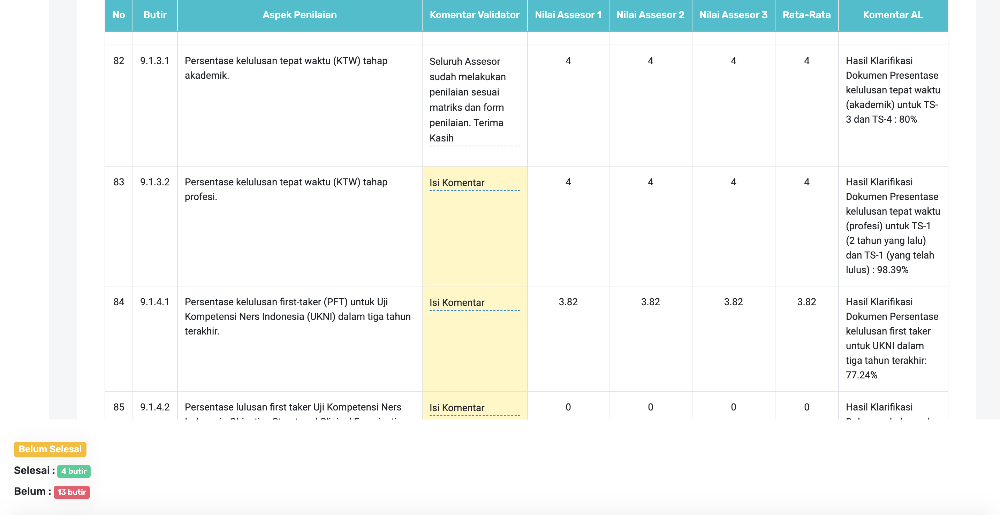 No Butir Aspek Penilaian Komentar Validator Nilai Assesor 1 Nilai Assesor 2 Nilai Assesor 3 Rata-Rata Komentar AL
82 9.1.3.1 Persentase kelulusan tepat waktu (KTW) tahap
akademik.
Seluruh Assesor
sudah melakukan
penilaian sesuai
matriks dan form
penilaian. Terima
Kasih
4 4 4 4
Hasil Klarifikasi
Dokumen Presentase
kelulusan tepat waktu
(akademik) untuk TS-
3 dan TS-4 : 80%
83 9.1.3.2 Persentase kelulusan tepat waktu (KTW) tahap
profesi.
Isi Komentar
4 4 4 4
Hasil Klarifikasi
Dokumen Presentase
kelulusan tepat waktu
(profesi) untuk TS-1
(2 tahun yang lalu)
dan TS-1 (yang telah
lulus) : 98.39%
84 9.1.4.1 Persentase kelulusan first-taker (PFT) untuk Uji
Kompetensi Ners Indonesia (UKNI) dalam tiga tahun
terakhir.
Isi Komentar
3.82 3.82 3.82 3.82
Hasil Klarifikasi
Dokumen Persentase
kelulusan first taker
untuk UKNI dalam
tiga tahun terakhir:
77.24%
85 9.1.4.2 Persentase lulusan first taker Uji Kompetensi Ners
Isi Komentar
0 0 0 0
Hasil Klarifikasi
Belum Selesai
Selesai : 4 butir
Belum : 13 butir